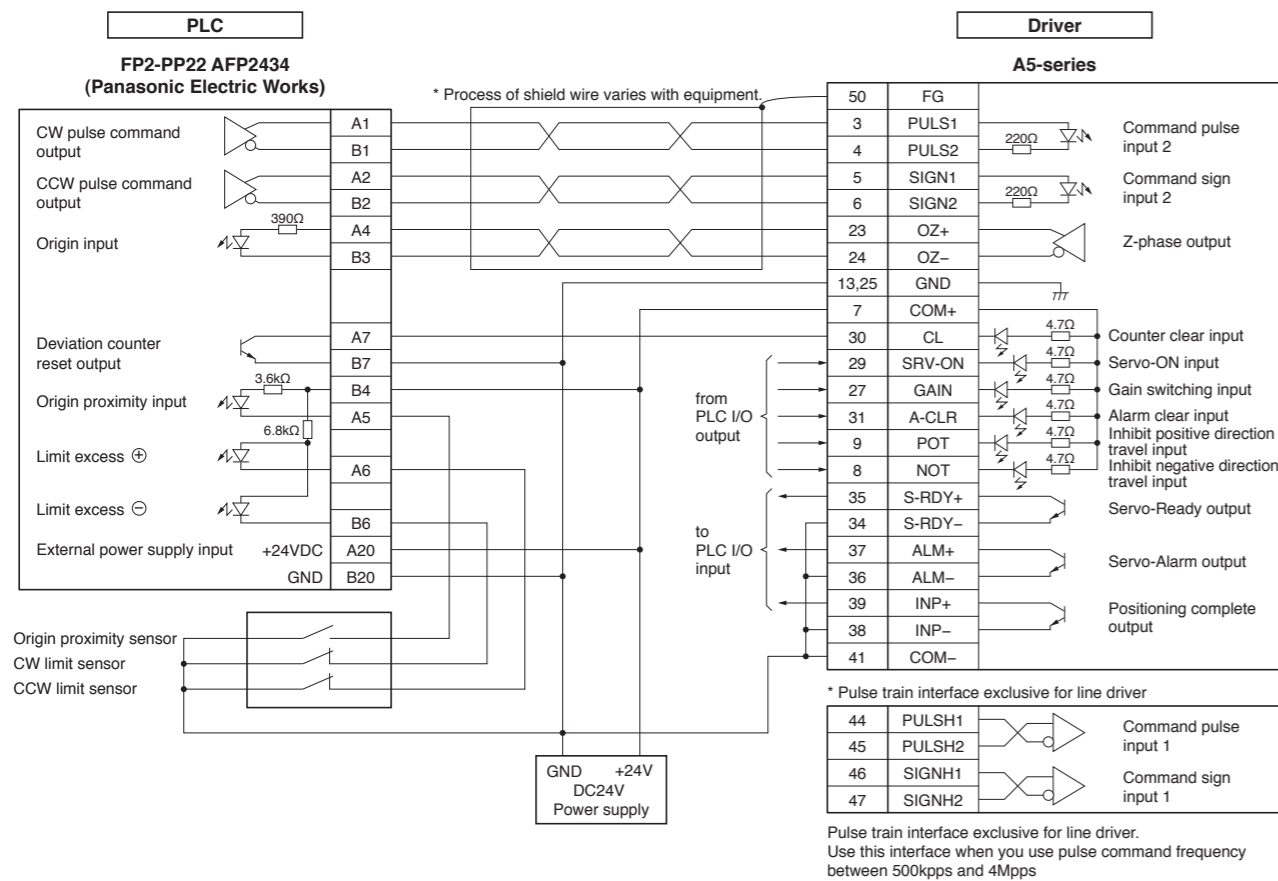 PLC
FP2-PP22 AFP2434
(Panasonic Electric Works)
CW pulse command
output
A1
B1
CCW pulse command
output
A2
B2
Origin input
390Ω
A4
B3
Deviation counter
reset output
A7
B7
3.6kΩ
B4
Origin proximity input
A5
6.8kΩ
Limit excess ⊕
A6
Limit excess ⊖
B6
External power supply input +24VDC A20
GND B20
Origin proximity sensor
CW limit sensor
CCW limit sensor
* Process of shield wire varies with equipment.
from
PLC I/O
output
to
PLC I/O
input
GND +24V
DC24V
Power supply
Driver
A5-series
50 FG
3 PULS1
4 PULS2
220Ω
Command pulse
input 2
5 SIGN1
6 SIGN2
220Ω
Command sign
input 2
23 OZ+
24 OZ−
Z-phase output
13,25 GND
7 COM+
30 CL 4.7Ω Counter clear input
29 SRV-ON 4.7Ω Servo-ON input
27 GAIN 4.7Ω Gain switching input
31 A-CLR 4.7Ω Alarm clear input
9 POT 4.7Ω Inhibit positive direction
travel input
8 NOT 4.7Ω Inhibit negative direction
travel input
35 S-RDY+
34 S-RDY−
Servo-Ready output
37 ALM+
36 ALM−
Servo-Alarm output
39 INP+
38 INP−
Positioning complete
output
41 COM−
* Pulse train interface exclusive for line driver
44 PULSH1
45 PULSH2
Command pulse
input 1
46 SIGNH1
47 SIGNH2
Command sign
input 1
Pulse train interface exclusive for line driver.
Use this interface when you use pulse command frequency
between 500kpps and 4Mpps